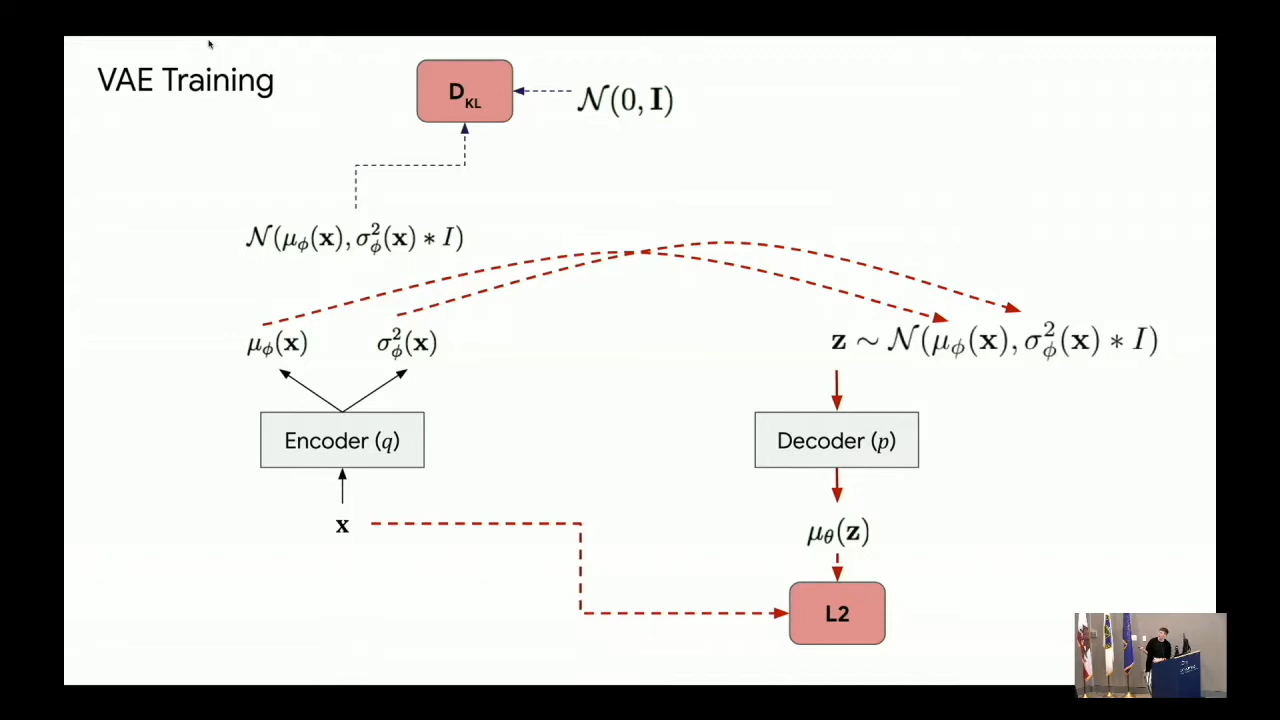 VAE Training
D_KL
𝒩(0, I)
𝒩(μ_ϕ(x), σ²_ϕ(x) ∗ I)
μ_ϕ(x)
σ²_ϕ(x)
z ∼ 𝒩(μ_ϕ(x), σ²_ϕ(x) ∗ I)
Encoder (q)
Decoder (p)
x
μ_θ(z)
L2